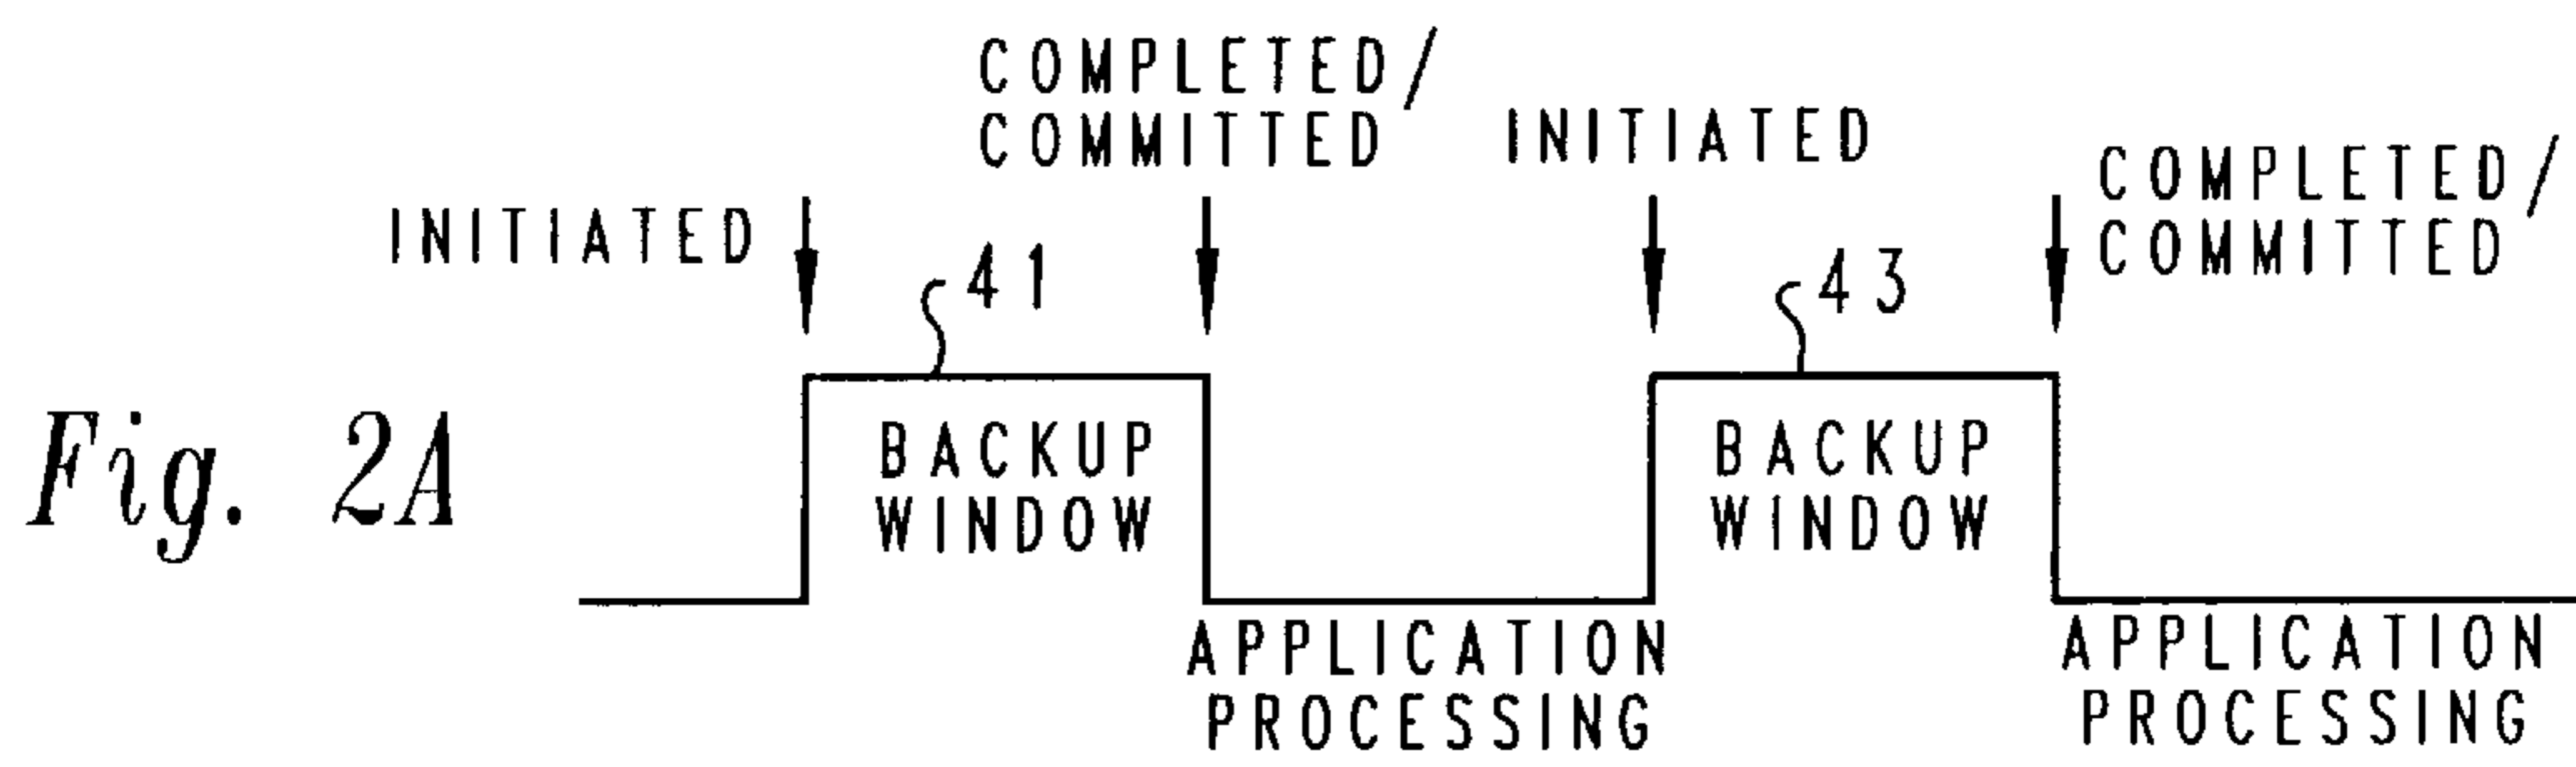 COMPLETED/
COMMITTED
INITIATED
COMPLETED/
COMMITTED
INITIATED
41
43
Fig. 2A
BACKUP
WINDOW
BACKUP
WINDOW
APPLICATION
PROCESSING
APPLICATION
PROCESSING